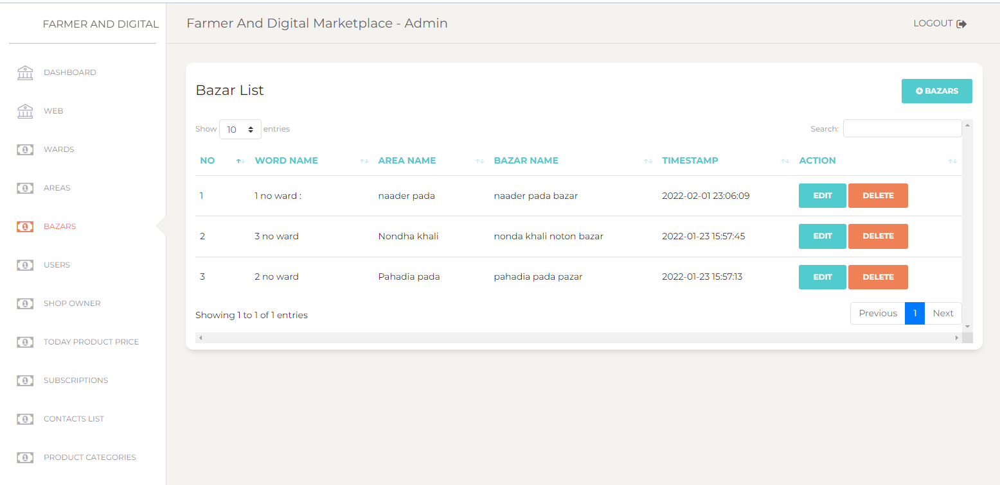 FARMER AND DIGITAL
Farmer And Digital Marketplace - Admin
LOGOUT
DASHBOARD
WEB
WARDS
AREAS
BAZARS
USERS
SHOP OWNER
TODAY PRODUCT PRICE
SUBSCRIPTIONS
CONTACTS LIST
PRODUCT CATEGORIES
Bazar List
BAZARS
Show 10 entries
Search:
NO WORD NAME AREA NAME BAZAR NAME TIMESTAMP ACTION
1 1 no ward : naader pada naader pada bazar 2022-02-01 23:06:09 EDIT DELETE
2 3 no ward Nondha khali nonda khali noton bazar 2022-01-23 15:57:45 EDIT DELETE
3 2 no ward Pahadia pada pahadia pada pazar 2022-01-23 15:57:13 EDIT DELETE
Showing 1 to 1 of 1 entries
Previous 1 Next